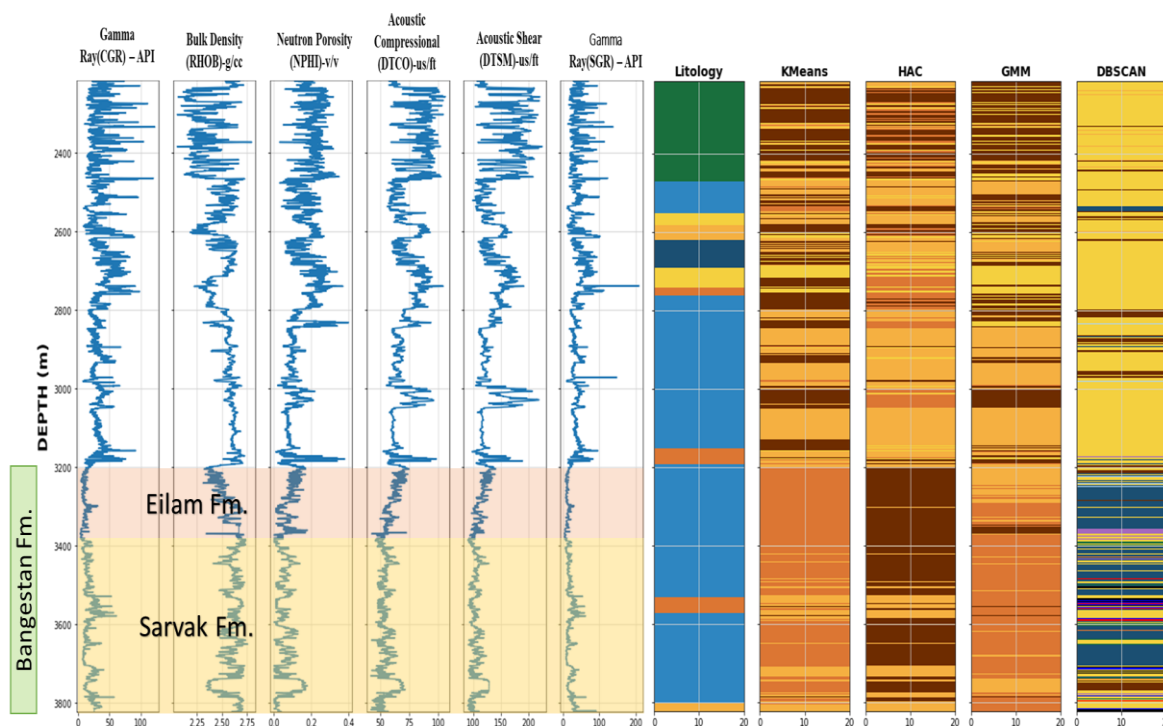 Gamma
Ray(CGR) – API
Bulk Density
(RHOB)-g/cc
Neutron Porosity
(NPHI)-v/v
Acoustic
Compressional
(DTCO)-us/ft
Acoustic Shear
(DTSM)-us/ft
Gamma
Ray(SGR) – API
Litology
KMeans
HAC
GMM
DBSCAN
DEPTH (m)
2400
2600
2800
3000
3200
3400
3600
3800
Bangestan Fm.
Eilam Fm.
Sarvak Fm.
0 50 100
2.25 2.50 2.75
0.0 0.2 0.4
50 100
100 150 200
0 100 200
0 10 20
0 10 20
0 10 20
0 10 20
0 10